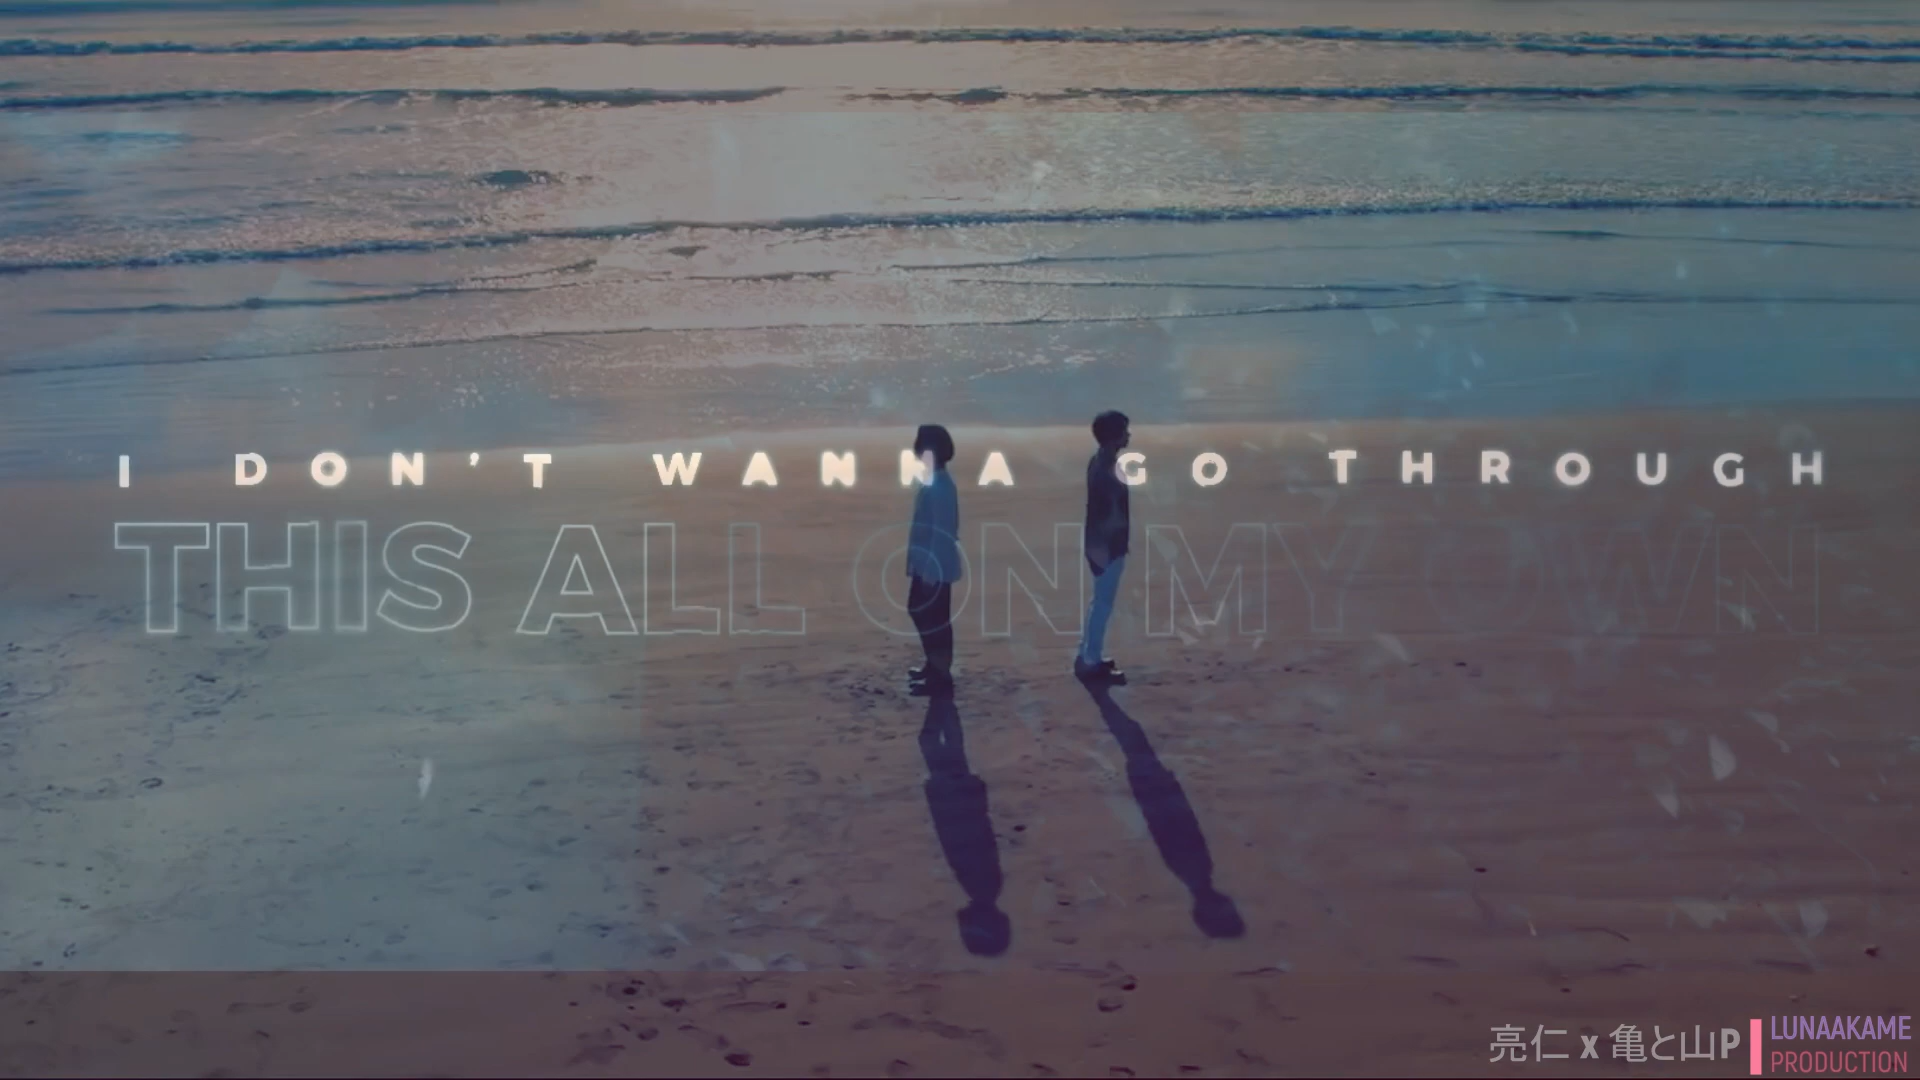 I DON'T WANNA GO THROUGH
THIS ALL ON MY OWN
亮仁 x 亀と山P
LUNAAKAME
PRODUCTION